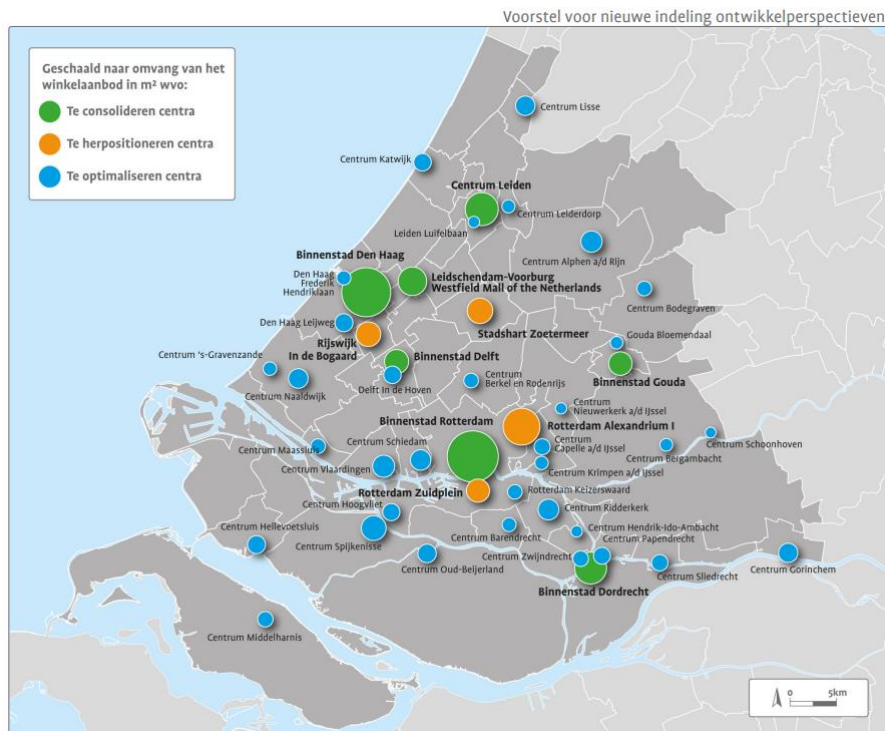 Voorstel voor nieuwe indeling ontwikkelperspectieven
Geschaald naar omvang van het
winkelaanbod in m² wvo:
Te consolideren centra
Te herpositioneren centra
Te optimaliseren centra
Centrum Lisse
Centrum Katwijk
Centrum Leiden
Centrum Leiderdorp
Leiden Luifelbaan
Centrum Alphen a/d Rijn
Binnenstad Den Haag
Den Haag
Frederik
Hendriklaan
Leidschendam-Voorburg
Westfield Mall of the Netherlands
Centrum Bodegraven
Den Haag Leijweg
Stadshart Zoetermeer
Gouda Bloemendaal
Rijswijk
In de Bogaard
Centrum 's-Gravenzande
Binnenstad Delft
Binnenstad Gouda
Centrum Naaldwijk
Delft In de Hoven
Centrum
Berkel en Rodenrijs
Centrum
Nieuwerkerk a/d IJssel
Binnenstad Rotterdam
Rotterdam Alexandrium I
Centrum Schoonhoven
Centrum Maassluis
Centrum Schiedam
Centrum
Capelle a/d IJssel
Centrum Bergambacht
Centrum Vlaardingen
Centrum Krimpen a/d IJssel
Rotterdam Zuidplein
Rotterdam Keizerswaard
Centrum Hoogvliet
Centrum Ridderkerk
Centrum Hellevoetsluis
Centrum Spijkenisse
Centrum Barendrecht
Centrum Hendrik-Ido-Ambacht
Centrum Papendrecht
Centrum Zwijndrecht
Centrum Oud-Beijerland
Centrum Sliedrecht
Centrum Gorinchem
Binnenstad Dordrecht
Centrum Middelharnis
0 5km